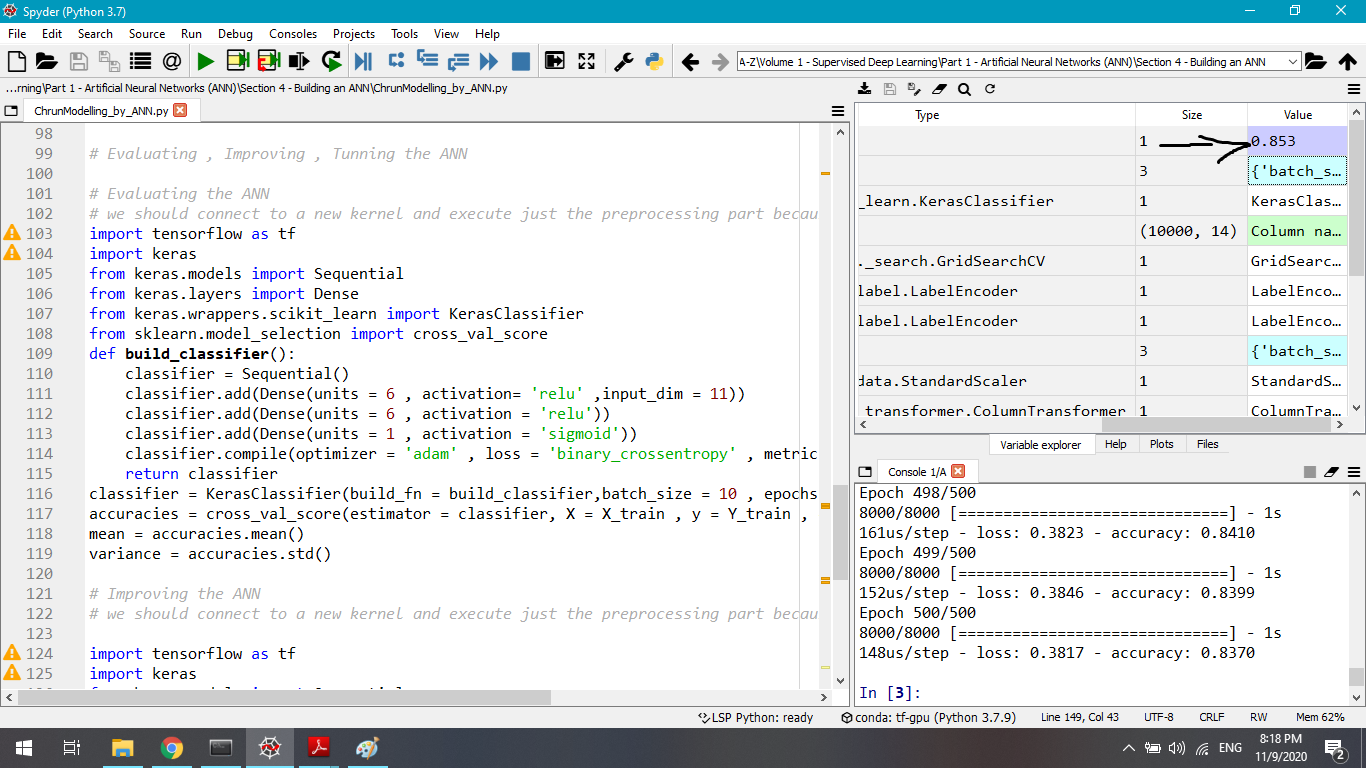 Spyder (Python 3.7)
File Edit Search Source Run Debug Consoles Projects Tools View Help
A-Z\Volume 1 - Supervised Deep Learning\Part 1 - Artificial Neural Networks (ANN)\Section 4 - Building an ANN
...rning\Part 1 - Artificial Neural Networks (ANN)\Section 4 - Building an ANN\ChrunModelling_by_ANN.py
ChrunModelling_by_ANN.py
98
99 # Evaluating , Improving , Tunning the ANN
100
101 # Evaluating the ANN
102 # we should connect to a new kernel and execute just the preprocessing part becau
103 import tensorflow as tf
104 import keras
105 from keras.models import Sequential
106 from keras.layers import Dense
107 from keras.wrappers.scikit_learn import KerasClassifier
108 from sklearn.model_selection import cross_val_score
109 def build_classifier():
110 classifier = Sequential()
111 classifier.add(Dense(units = 6 , activation= 'relu' ,input_dim = 11))
112 classifier.add(Dense(units = 6 , activation = 'relu'))
113 classifier.add(Dense(units = 1 , activation = 'sigmoid'))
114 classifier.compile(optimizer = 'adam' , loss = 'binary_crossentropy' , metric
115 return classifier
116 classifier = KerasClassifier(build_fn = build_classifier,batch_size = 10 , epochs
117 accuracies = cross_val_score(estimator = classifier, X = X_train , y = Y_train ,
118 mean = accuracies.mean()
119 variance = accuracies.std()
120
121 # Improving the ANN
122 # we should connect to a new kernel and execute just the preprocessing part becau
123
124 import tensorflow as tf
125 import keras
Type Size Value
1 0.853
3 {'batch_s...
_learn.KerasClassifier 1 KerasClas...
(10000, 14) Column na...
._search.GridSearchCV 1 GridSearc...
label.LabelEncoder 1 LabelEnco...
label.LabelEncoder 1 LabelEnco...
3 {'batch_s...
data.StandardScaler 1 StandardS...
_transformer.ColumnTransformer 1 ColumnTra...
Variable explorer Help Plots Files
Console 1/A
Epoch 498/500
8000/8000 [==============================] - 1s
161us/step - loss: 0.3823 - accuracy: 0.8410
Epoch 499/500
8000/8000 [==============================] - 1s
152us/step - loss: 0.3846 - accuracy: 0.8399
Epoch 500/500
8000/8000 [==============================] - 1s
148us/step - loss: 0.3817 - accuracy: 0.8370
In [3]:
LSP Python: ready conda: tf-gpu (Python 3.7.9) Line 149, Col 43 UTF-8 CRLF RW Mem 62%
ENG
8:18 PM
11/9/2020
2